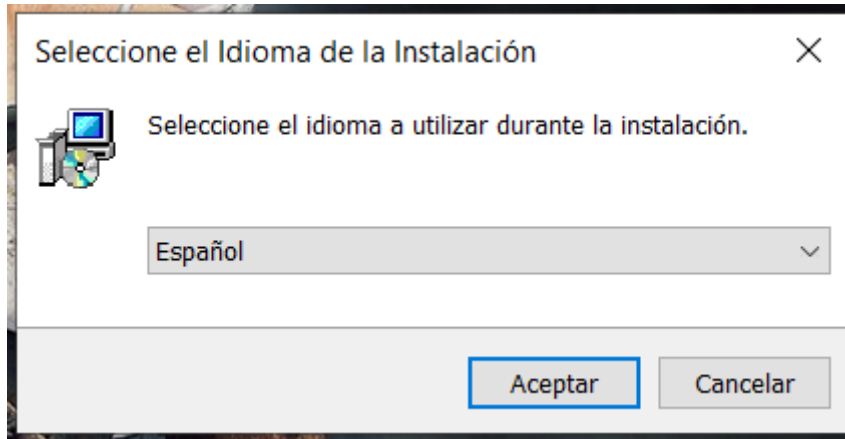 Seleccione el Idioma de la Instalación
Seleccione el idioma a utilizar durante la instalación.
Español
Aceptar
Cancelar